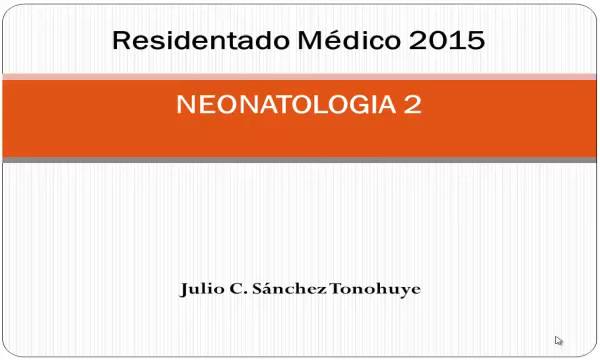 Residentado Médico 2015
NEONATOLOGIA 2
Julio C. Sánchez Tonohuye